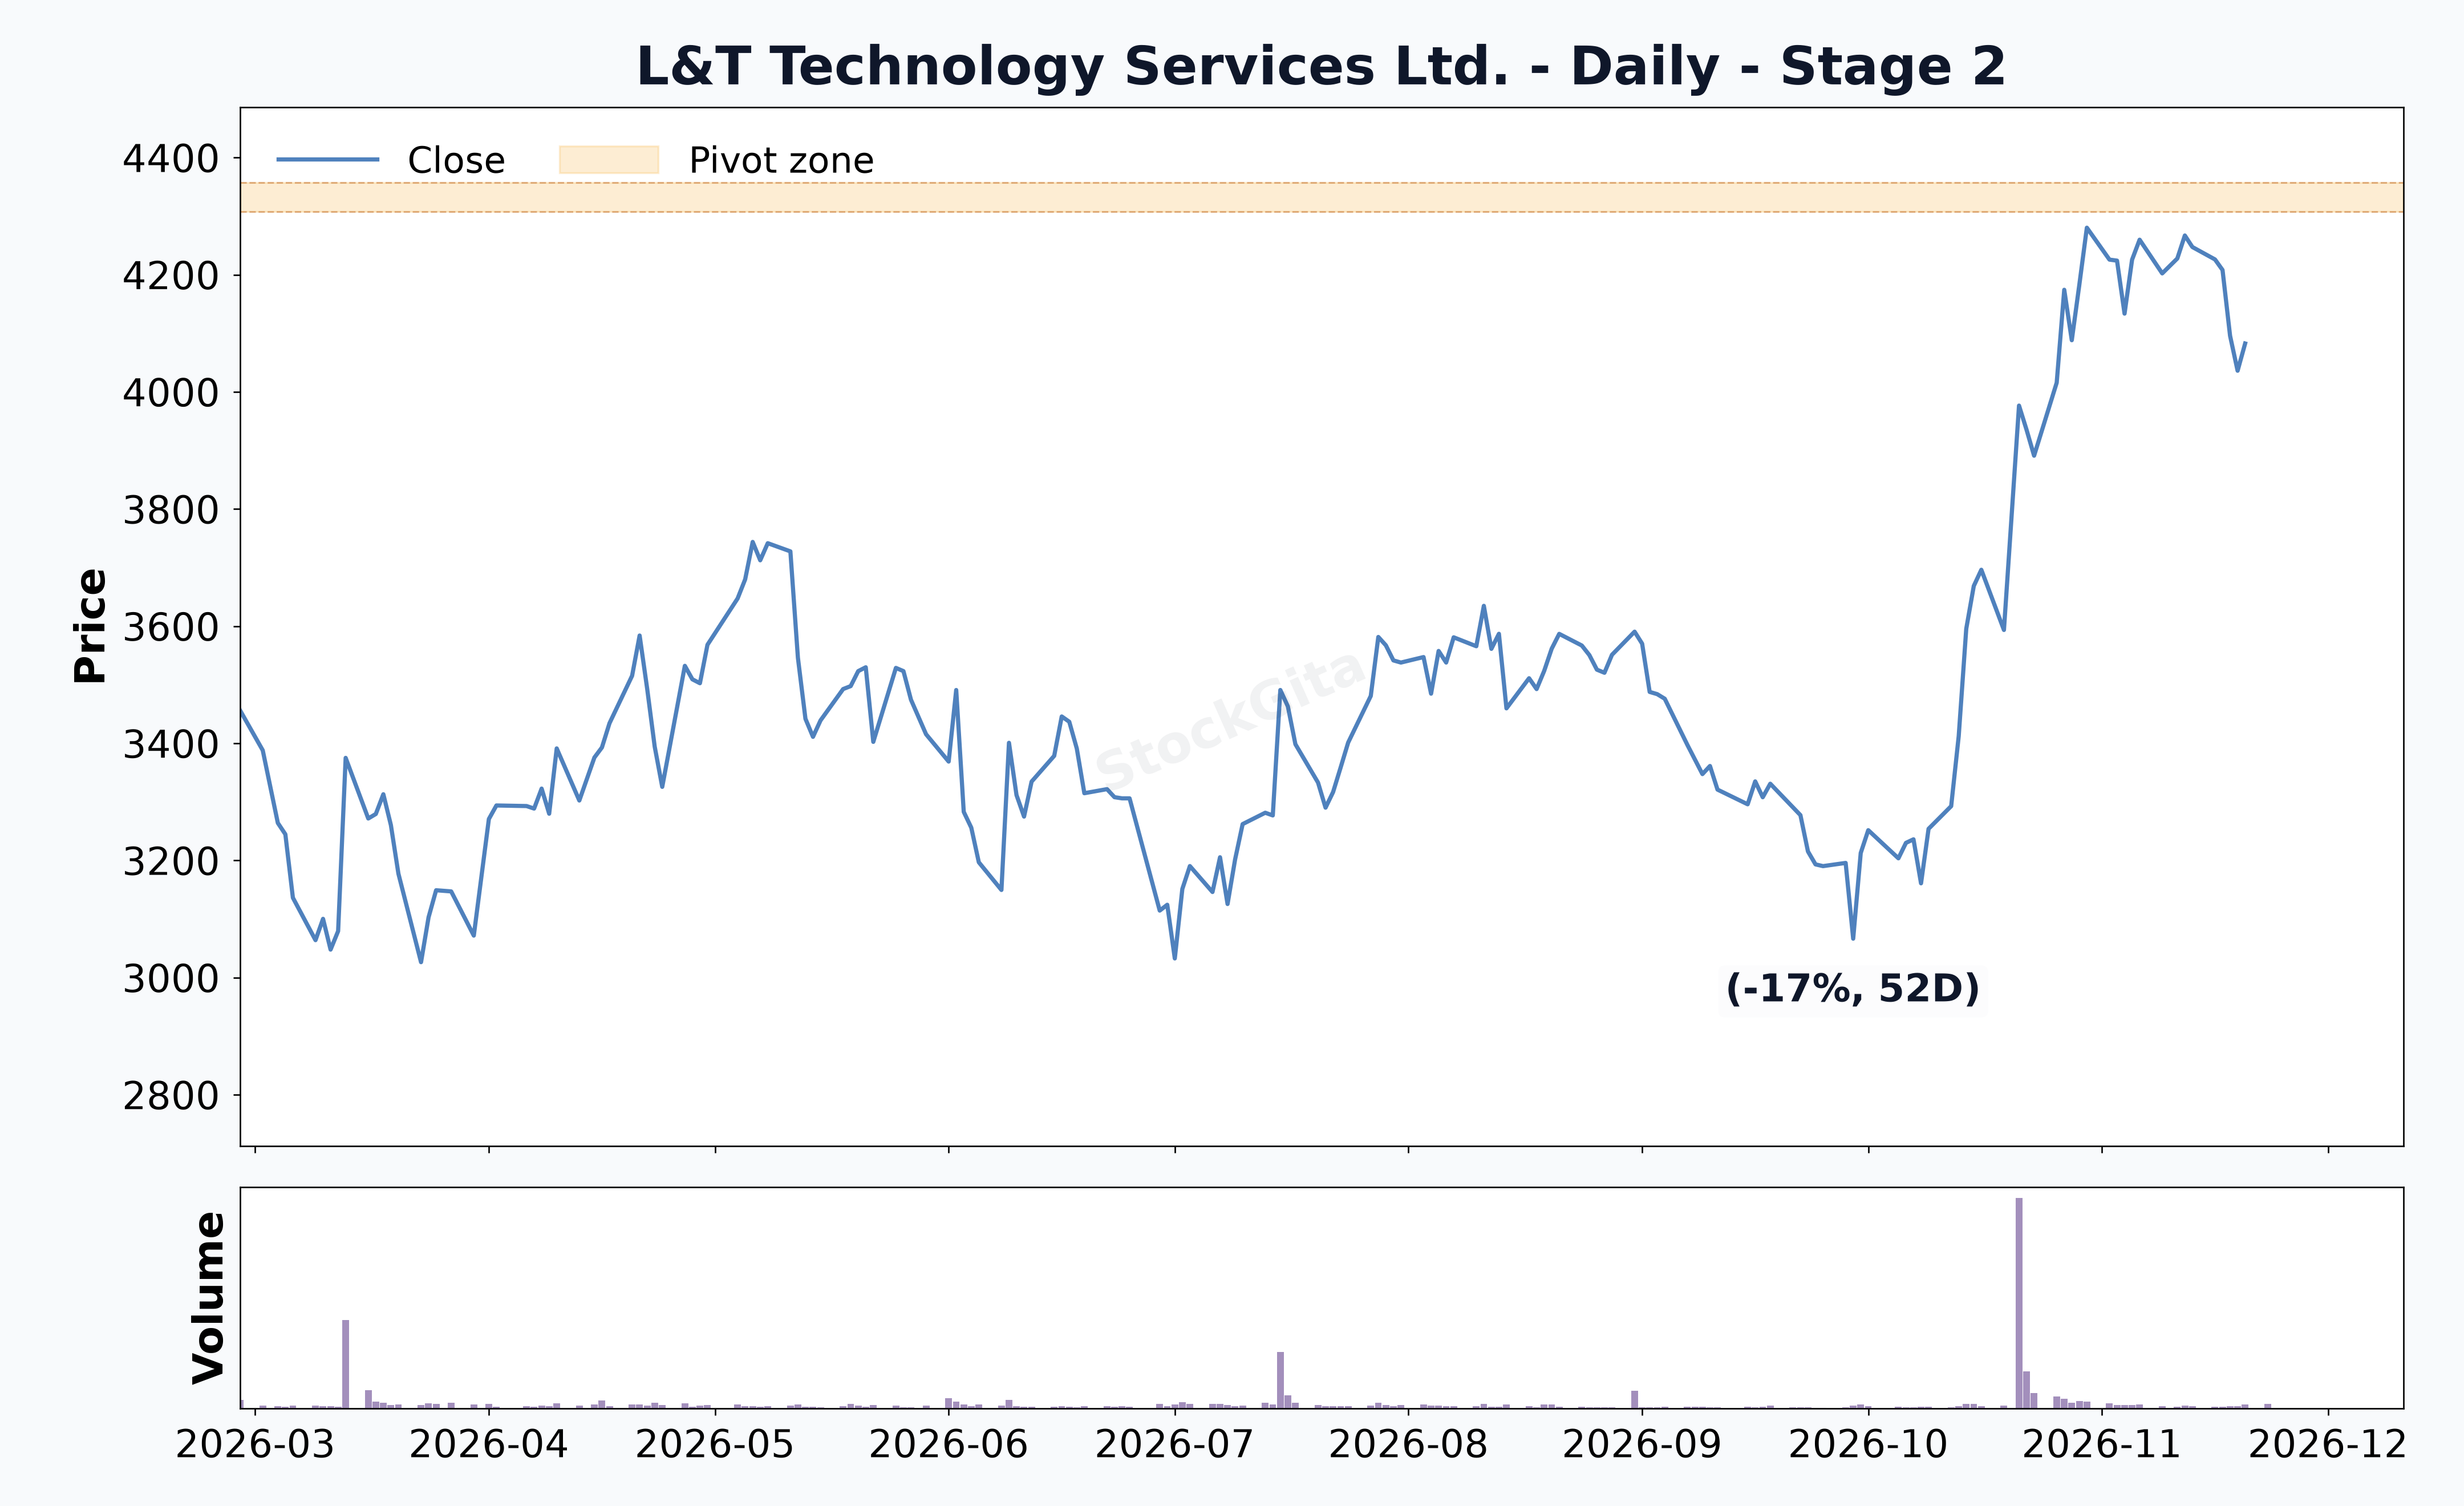 L&T Technology Services Ltd. - Daily - Stage 2
Close Pivot zone
4400
4200
4000
3800
3600
3400
3200
3000
2800
Price
StockGita
(-17%, 52D)
Volume
2026-03 2026-04 2026-05 2026-06 2026-07 2026-08 2026-09 2026-10 2026-11 2026-12